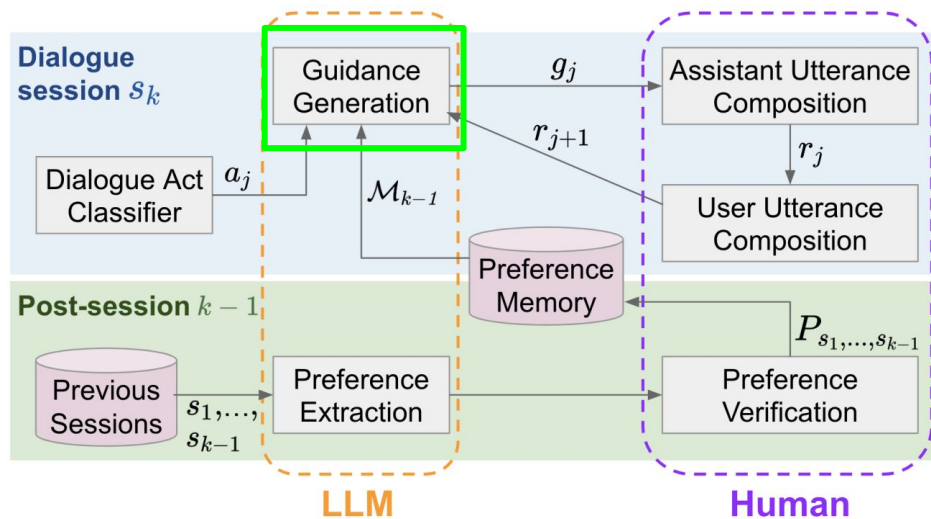 Dialogue
session s_k
Guidance
Generation
g_j
Assistant Utterance
Composition
r_{j+1}
r_j
Dialogue Act
Classifier
a_j
\mathcal{M}_{k-1}
User Utterance
Composition
Preference
Memory
Post-session k-1
P_{s_1,...,s_{k-1}}
Previous
Sessions
s_1,...,
s_{k-1}
Preference
Extraction
Preference
Verification
LLM
Human